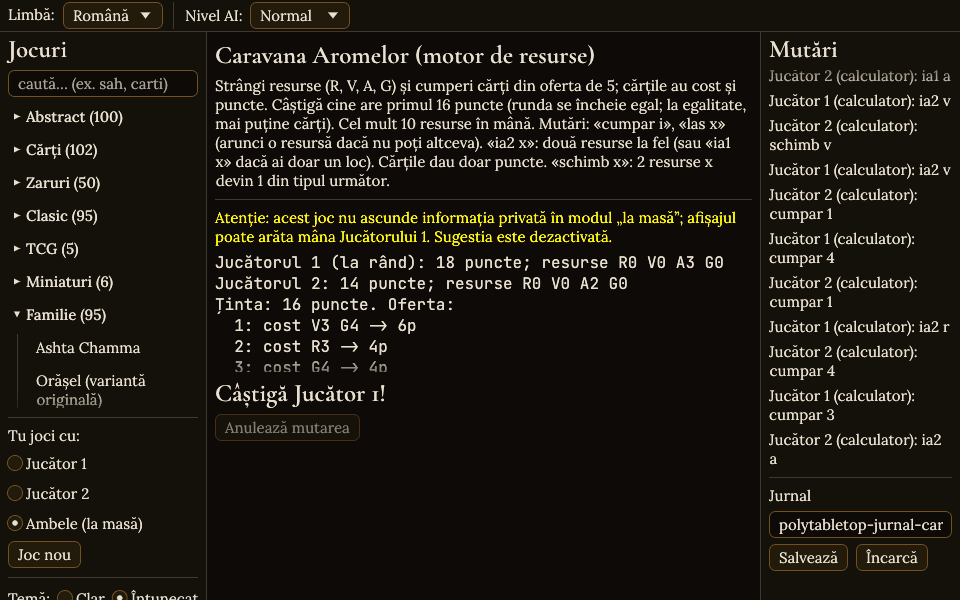 Limbă: Română ▼ Nivel AI: Normal ▼
Jocuri
caută... (ex. sah, carti)
▸ Abstract (100)
▸ Cărți (102)
▸ Zaruri (50)
▸ Clasic (95)
▸ TCG (5)
▸ Miniaturi (6)
▾ Familie (95)
Ashta Chamma
Orășel (variantă
originală)
Tu joci cu:
Jucător 1
Jucător 2
Ambele (la masă)
Joc nou
Temă: Clar Întunecat
Caravana Aromelor (motor de resurse)
Strângi resurse (R, V, A, G) și cumperi cărți din oferta de 5; cărțile au cost și
puncte. Câștigă cine are primul 16 puncte (runda se încheie egal; la egalitate,
mai puține cărți). Cel mult 10 resurse în mână. Mutări: «cumpar i», «las x»
(arunci o resursă dacă nu poți altceva). «ia2 x»: două resurse la fel (sau «ia1
x» dacă ai doar un loc). Cărțile dau doar puncte. «schimb x»: 2 resurse x
devin 1 din tipul următor.
Atenție: acest joc nu ascunde informația privată în modul „la masă”; afișajul
poate arăta mâna Jucătorului 1. Sugestia este dezactivată.
Jucătorul 1 (la rând): 18 puncte; resurse R0 V0 A3 G0
Jucătorul 2: 14 puncte; resurse R0 V0 A2 G0
Ținta: 16 puncte. Oferta:
1: cost V3 G4 -> 6p
2: cost R3 -> 4p
3: cost G4 -> 4p
Câștigă Jucător 1!
Anulează mutarea
Mutări
Jucător 2 (calculator): ia1 a
Jucător 1 (calculator): ia2 v
Jucător 2 (calculator):
schimb v
Jucător 1 (calculator): ia2 v
Jucător 2 (calculator):
cumpar 1
Jucător 1 (calculator):
cumpar 4
Jucător 2 (calculator):
cumpar 1
Jucător 1 (calculator): ia2 r
Jucător 2 (calculator):
cumpar 4
Jucător 1 (calculator):
cumpar 3
Jucător 2 (calculator): ia2
a
Jurnal
polytabletop-jurnal-car
Salvează Încarcă